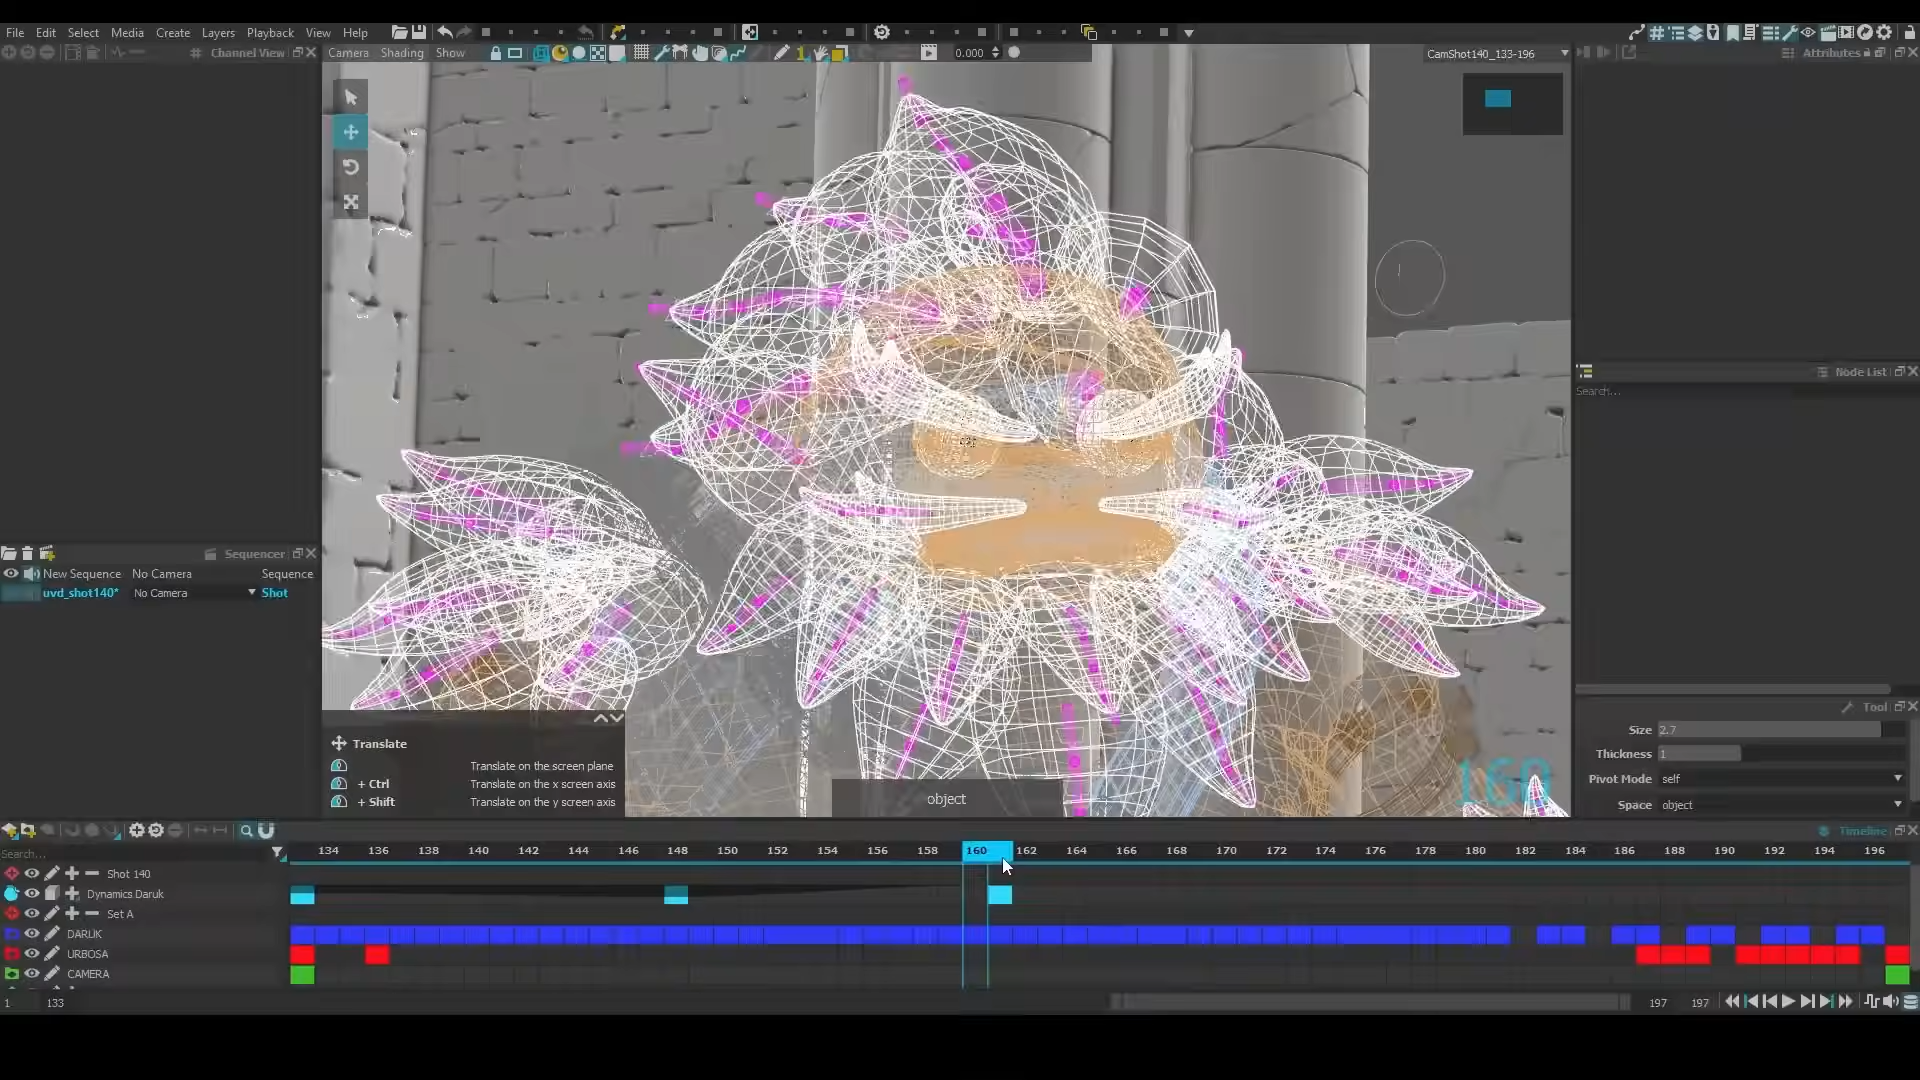 File Edit Select Media Create Layers Playback View Help
Channel View
Camera Shading Show
0.000
CamShot140_133-196
Attributes
Node List
Search...
Sequencer
New Sequence No Camera Sequence
uvd_shot140* No Camera Shot
Translate
Translate on the screen plane
+ Ctrl Translate on the x screen axis
+ Shift Translate on the y screen axis
object
160
Tool
Size 2.7
Thickness 1
Pivot Mode self
Space object
Timeline
Search...
134 136 138 140 142 144 146 148 150 152 154 156 158 160 162 164 166 168 170 172 174 176 178 180 182 184 186 188 190 192 194 196
Shot 140
Dynamics Daruk
Set A
DARUK
URBOSA
CAMERA
1 133 197 197